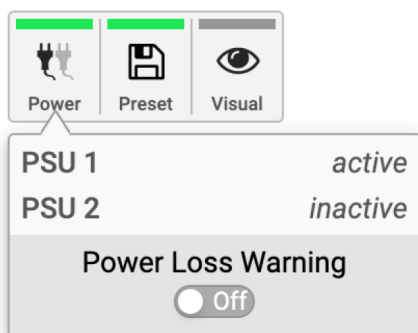 Power Preset Visual
PSU 1 active
PSU 2 inactive
Power Loss Warning
Off